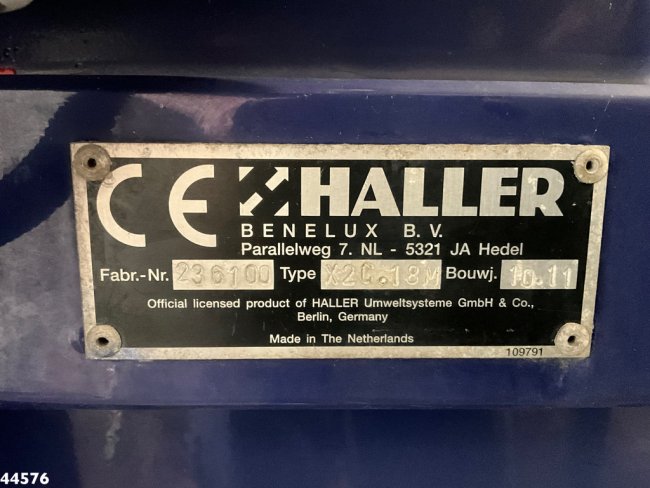 CE HALLER
BENELUX B.V.
Parallelweg 7. NL - 5321 JA Hedel
Fabr.-Nr. 236100 Type X2C.18M Bouwj. 10.11
Official licensed product of HALLER Umweltsysteme GmbH & Co.,
Berlin, Germany
Made in The Netherlands
109791
44576